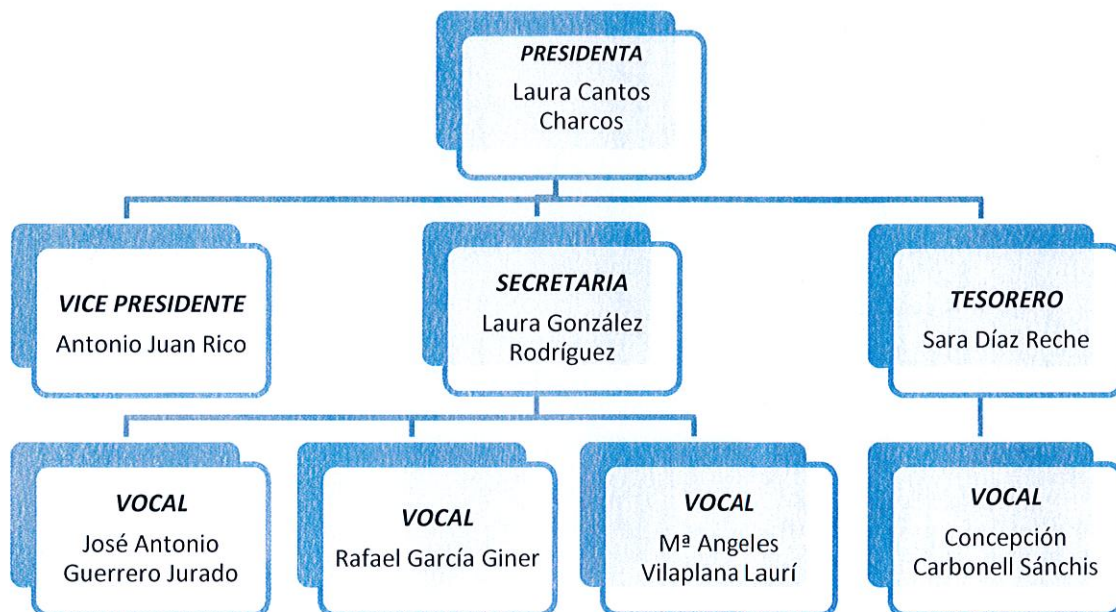 PRESIDENTA
Laura Cantos
Charcos
VICE PRESIDENTE
Antonio Juan Rico
SECRETARIA
Laura González
Rodríguez
TESORERO
Sara Díaz Reche
VOCAL
José Antonio
Guerrero Jurado
VOCAL
Rafael García Giner
VOCAL
Mª Angeles
Vilaplana Laurí
VOCAL
Concepción
Carbonell Sánchis